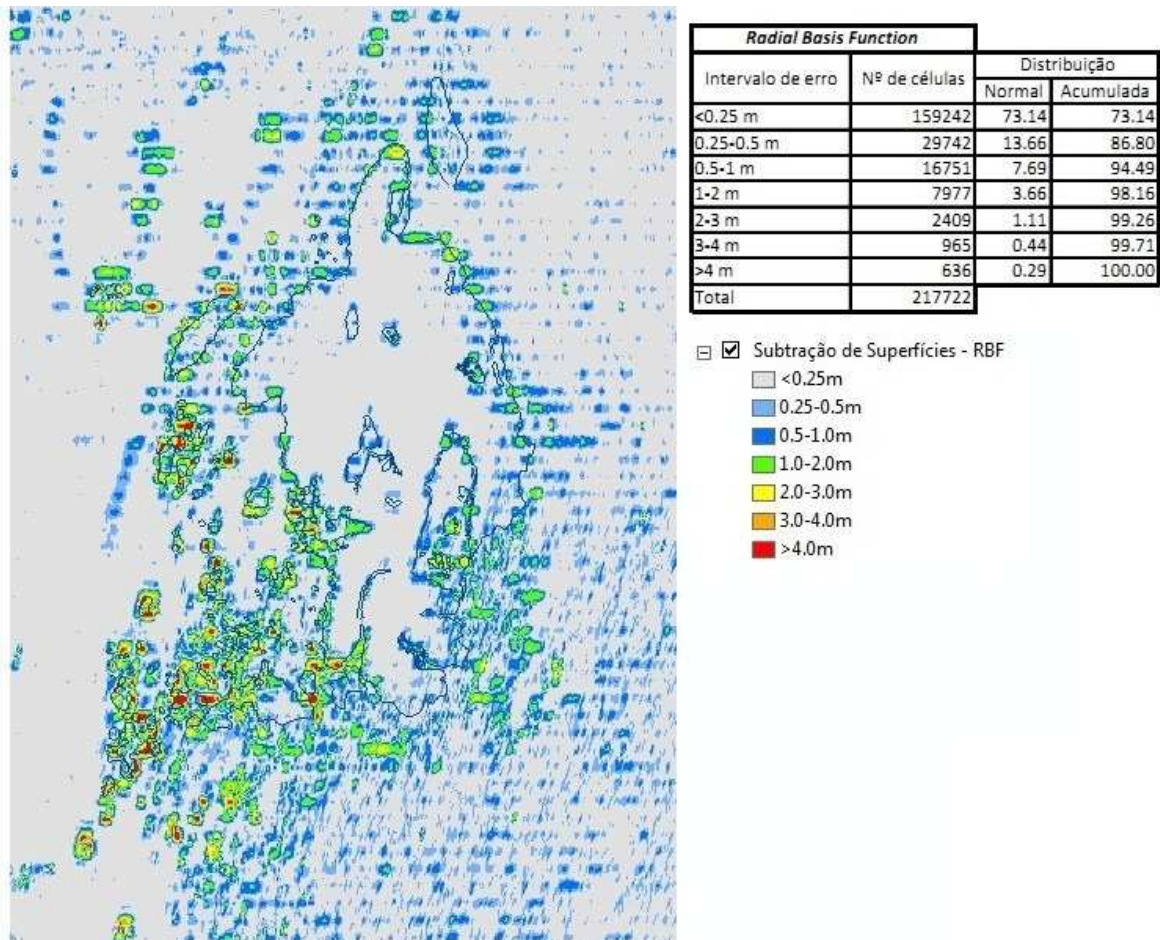 Radial Basis Function
Intervalo de erro Nº de células Distribuição
Normal Acumulada
<0.25 m 159242 73.14 73.14
0.25-0.5 m 29742 13.66 86.80
0.5-1 m 16751 7.69 94.49
1-2 m 7977 3.66 98.16
2-3 m 2409 1.11 99.26
3-4 m 965 0.44 99.71
>4 m 636 0.29 100.00
Total 217722
Subtração de Superfícies - RBF
<0.25m
0.25-0.5m
0.5-1.0m
1.0-2.0m
2.0-3.0m
3.0-4.0m
>4.0m